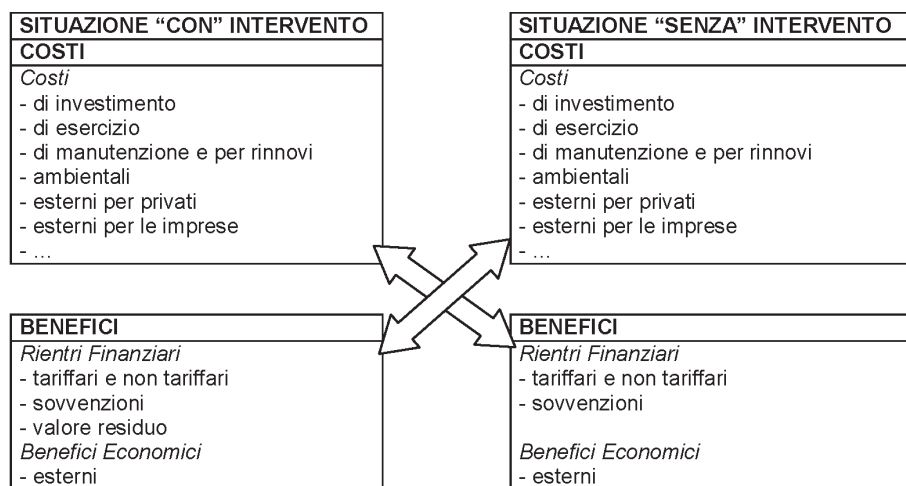 SITUAZIONE “CON” INTERVENTO
COSTI
Costi
- di investimento
- di esercizio
- di manutenzione e per rinnovi
- ambientali
- esterni per privati
- esterni per le imprese
- ...
SITUAZIONE “SENZA” INTERVENTO
COSTI
Costi
- di investimento
- di esercizio
- di manutenzione e per rinnovi
- ambientali
- esterni per privati
- esterni per le imprese
- ...
BENEFICI
Rientri Finanziari
- tariffari e non tariffari
- sovvenzioni
- valore residuo
Benefici Economici
- esterni
BENEFICI
Rientri Finanziari
- tariffari e non tariffari
- sovvenzioni
Benefici Economici
- esterni